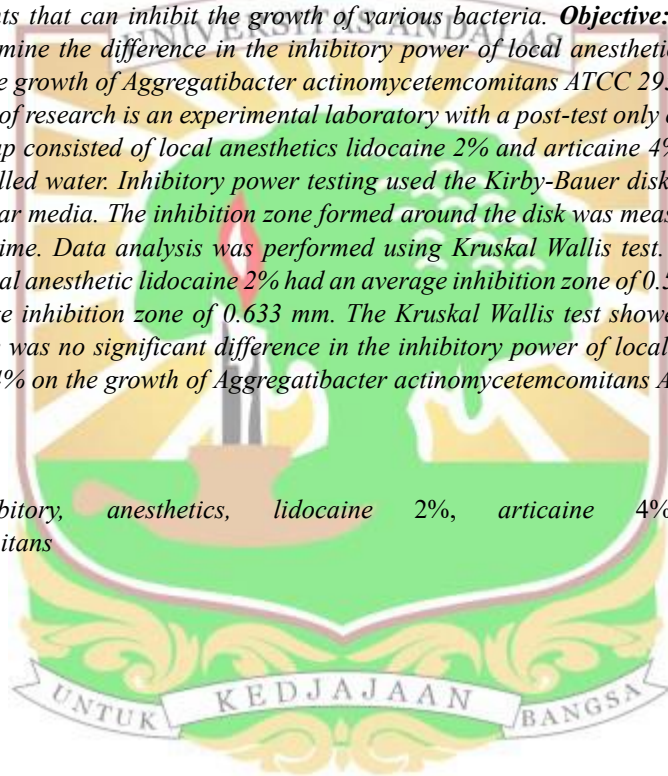 nts that can inhibit the growth of various bacteria. Objective:
UNIVERSITAS ANDALAS
mine the difference in the inhibitory power of local anesthetic
e growth of Aggregatibacter actinomycetemcomitans ATCC 29
of research is an experimental laboratory with a post-test only
up consisted of local anesthetics lidocaine 2% and articaine 4%
lled water. Inhibitory power testing used the Kirby-Bauer disk
ar media. The inhibition zone formed around the disk was meas
ime. Data analysis was performed using Kruskal Wallis test.
al anesthetic lidocaine 2% had an average inhibition zone of 0.5
e inhibition zone of 0.633 mm. The Kruskal Wallis test showe
was no significant difference in the inhibitory power of local
4% on the growth of Aggregatibacter actinomycetemcomitans A
bitory, anesthetics, lidocaine 2%, articaine 4%
itans
UNTUK KEDJAJAAN BANGSA